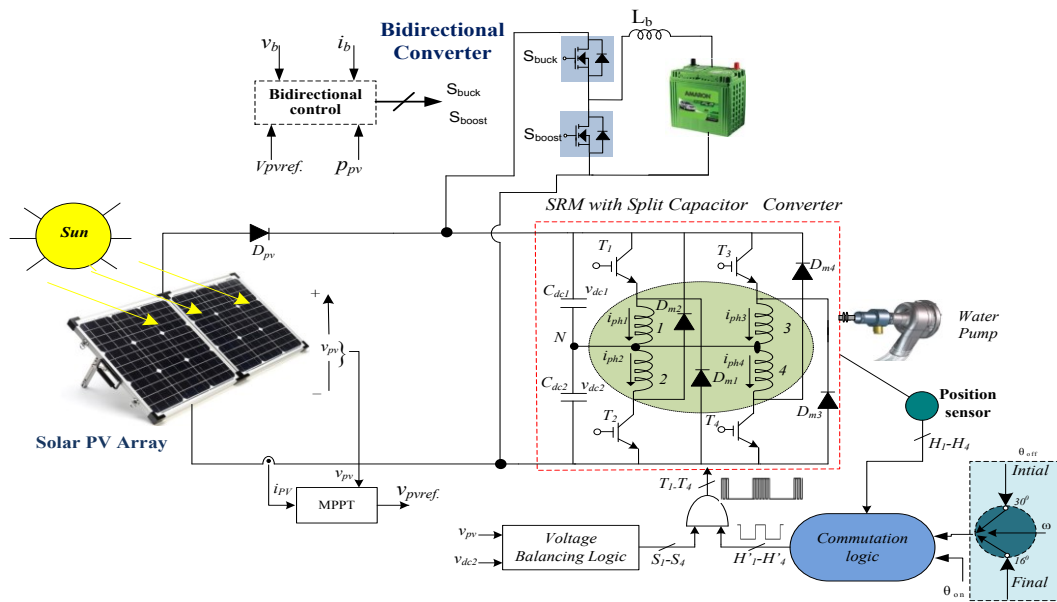 Bidirectional
Converter
v_b
i_b
Bidirectional
control
S_buck
S_boost
Vpvref.
p_pv
S_buck
S_boost
L_b
AMARON
Sun
D_pv
+
v_pv
–
Solar PV Array
i_PV
v_pv
MPPT
v_pvref.
SRM with Split Capacitor Converter
T_1
T_3
D_m4
C_dc1
v_dc1
D_m2
i_ph1
1
i_ph3
3
N
i_ph2
2
i_ph4
4
C_dc2
v_dc2
D_m1
D_m3
T_2
T_4
Water
Pump
Position
sensor
H_1-H_4
T_1-T_4
v_pv
v_dc2
Voltage
Balancing Logic
S_1-S_4
H'_1-H'_4
Commutation
logic
θ_off
Intial
30⁰
ω
16⁰
θ_on
Final